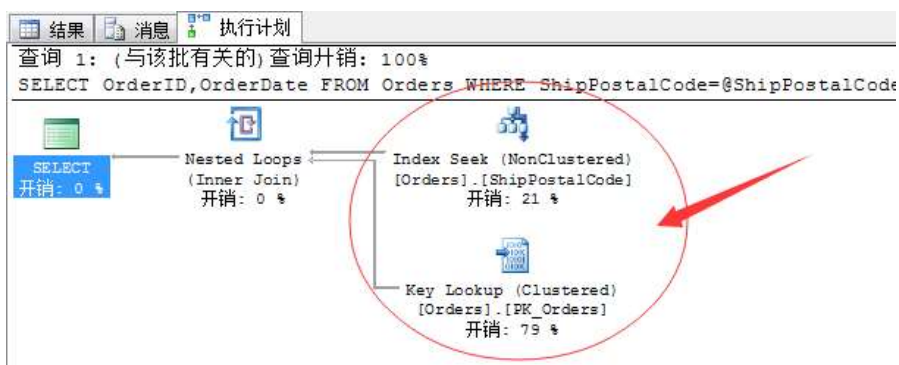 结果 消息 执行计划
查询 1: (与该批有关的)查询开销: 100%
SELECT OrderID,OrderDate FROM Orders WHERE ShipPostalCode=@ShipPostalCode
SELECT
开销: 0 %
Nested Loops
(Inner Join)
开销: 0 %
Index Seek (NonClustered)
[Orders].[ShipPostalCode]
开销: 21 %
Key Lookup (Clustered)
[Orders].[PK_Orders]
开销: 79 %